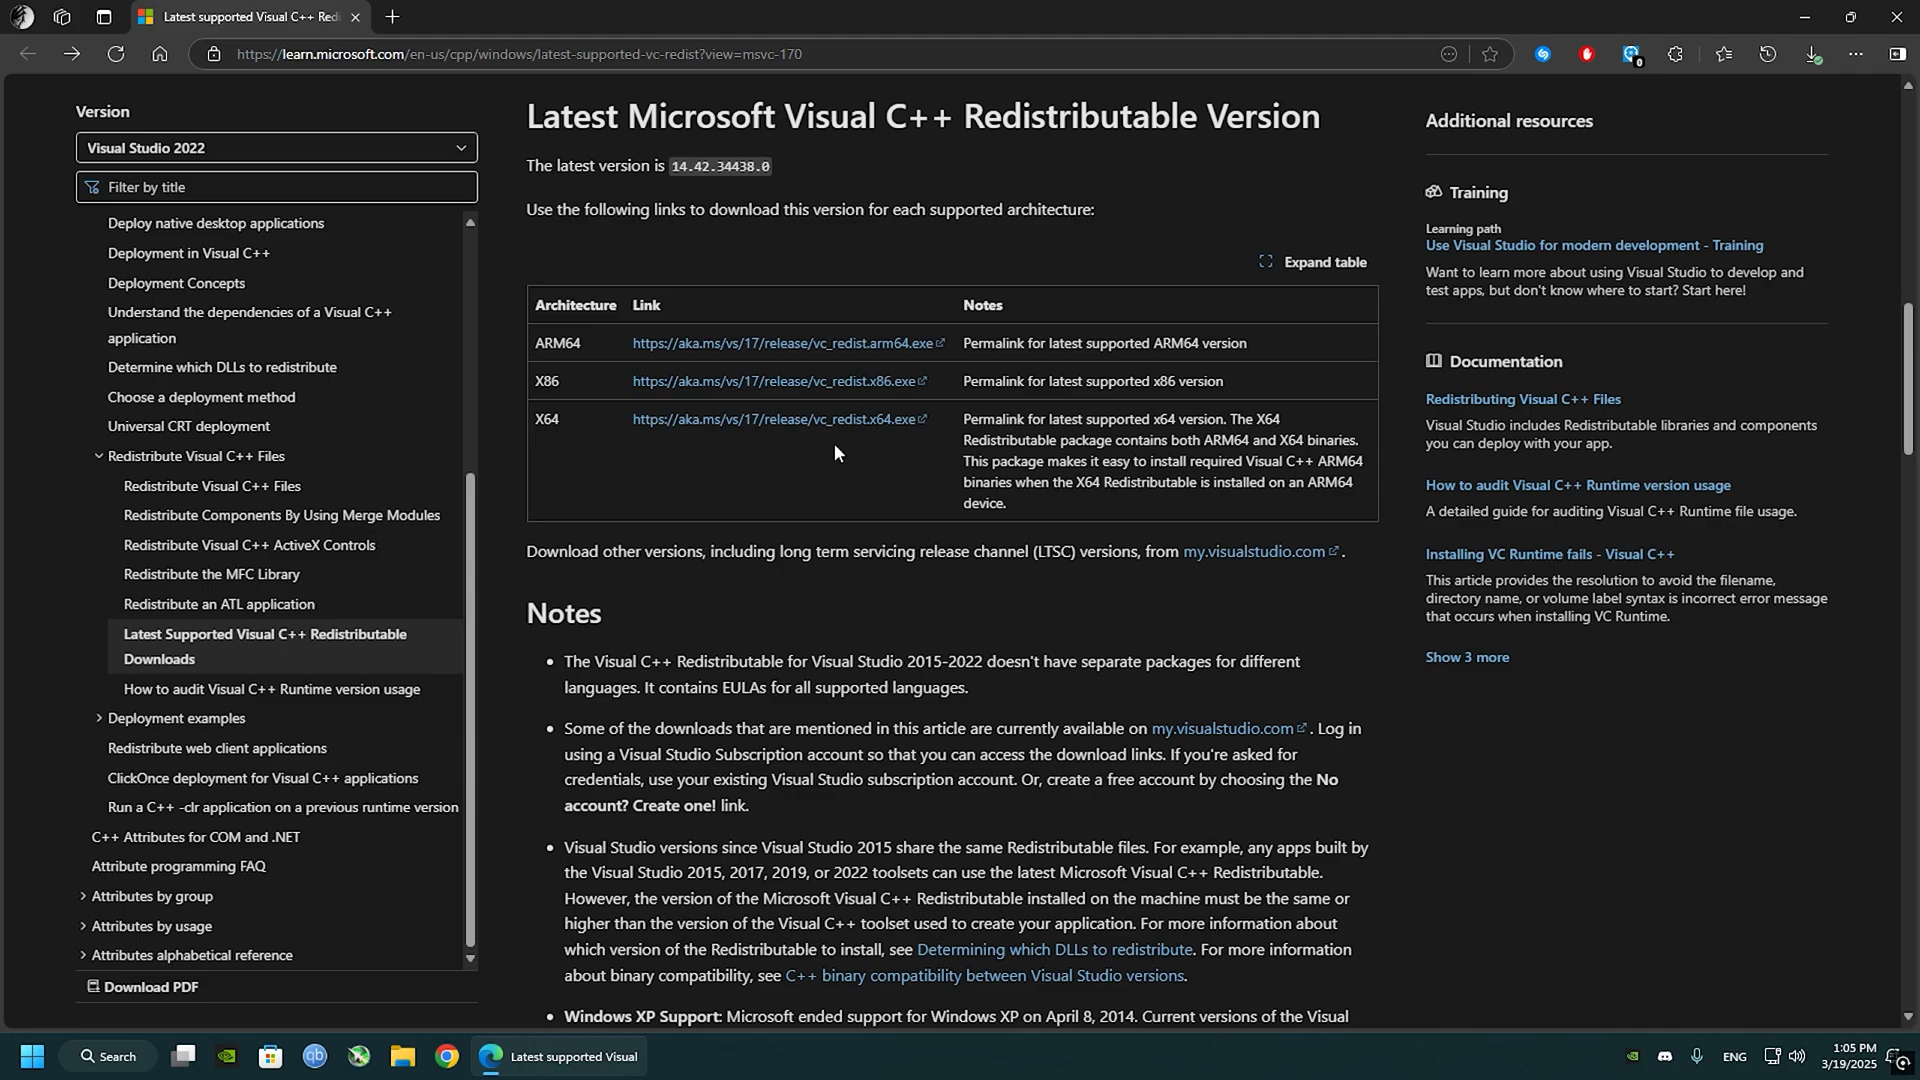 Latest supported Visual C++ Redi
https://learn.microsoft.com/en-us/cpp/windows/latest-supported-vc-redist?view=msvc-170
0
Version
Visual Studio 2022
Filter by title
Deploy native desktop applications
Deployment in Visual C++
Deployment Concepts
Understand the dependencies of a Visual C++
application
Determine which DLLs to redistribute
Choose a deployment method
Universal CRT deployment
Redistribute Visual C++ Files
Redistribute Visual C++ Files
Redistribute Components By Using Merge Modules
Redistribute Visual C++ ActiveX Controls
Redistribute the MFC Library
Redistribute an ATL application
Latest Supported Visual C++ Redistributable
Downloads
How to audit Visual C++ Runtime version usage
Deployment examples
Redistribute web client applications
ClickOnce deployment for Visual C++ applications
Run a C++ -clr application on a previous runtime version
C++ Attributes for COM and .NET
Attribute programming FAQ
Attributes by group
Attributes by usage
Attributes alphabetical reference
Download PDF
Latest Microsoft Visual C++ Redistributable Version
The latest version is 14.42.34438.0
Use the following links to download this version for each supported architecture:
Expand table
Architecture Link Notes
ARM64 https://aka.ms/vs/17/release/vc_redist.arm64.exe Permalink for latest supported ARM64 version
X86 https://aka.ms/vs/17/release/vc_redist.x86.exe Permalink for latest supported x86 version
X64 https://aka.ms/vs/17/release/vc_redist.x64.exe Permalink for latest supported x64 version. The X64
Redistributable package contains both ARM64 and X64 binaries.
This package makes it easy to install required Visual C++ ARM64
binaries when the X64 Redistributable is installed on an ARM64
device.
Download other versions, including long term servicing release channel (LTSC) versions, from my.visualstudio.com.
Notes
• The Visual C++ Redistributable for Visual Studio 2015-2022 doesn't have separate packages for different
languages. It contains EULAs for all supported languages.
• Some of the downloads that are mentioned in this article are currently available on my.visualstudio.com. Log in
using a Visual Studio Subscription account so that you can access the download links. If you're asked for
credentials, use your existing Visual Studio subscription account. Or, create a free account by choosing the No
account? Create one! link.
• Visual Studio versions since Visual Studio 2015 share the same Redistributable files. For example, any apps built by
the Visual Studio 2015, 2017, 2019, or 2022 toolsets can use the latest Microsoft Visual C++ Redistributable.
However, the version of the Microsoft Visual C++ Redistributable installed on the machine must be the same or
higher than the version of the Visual C++ toolset used to create your application. For more information about
which version of the Redistributable to install, see Determining which DLLs to redistribute. For more information
about binary compatibility, see C++ binary compatibility between Visual Studio versions.
• Windows XP Support: Microsoft ended support for Windows XP on April 8, 2014. Current versions of the Visual
Additional resources
Training
Learning path
Use Visual Studio for modern development - Training
Want to learn more about using Visual Studio to develop and
test apps, but don't know where to start? Start here!
Documentation
Redistributing Visual C++ Files
Visual Studio includes Redistributable libraries and components
you can deploy with your app.
How to audit Visual C++ Runtime version usage
A detailed guide for auditing Visual C++ Runtime file usage.
Installing VC Runtime fails - Visual C++
This article provides the resolution to avoid the filename,
directory name, or volume label syntax is incorrect error message
that occurs when installing VC Runtime.
Show 3 more
Search
qb
Latest supported Visual
ENG
1:05 PM
3/19/2025